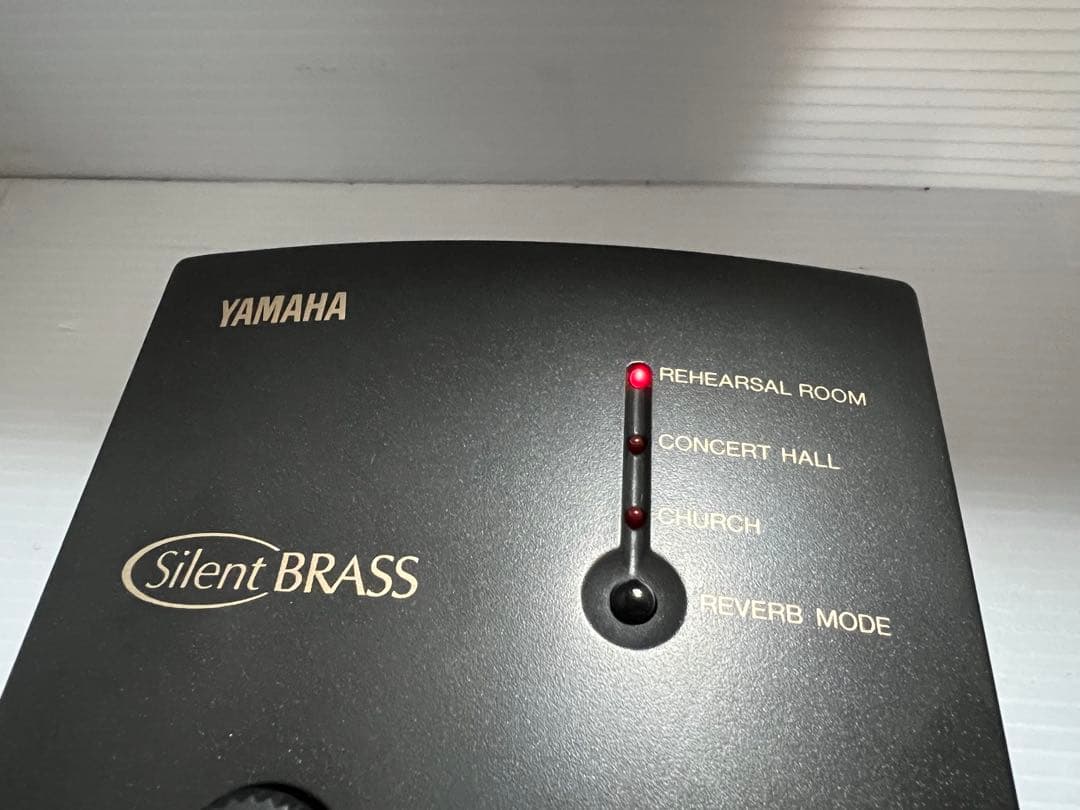 YAMAHA
REHEARSAL ROOM
CONCERT HALL
CHURCH
Silent BRASS
REVERB MODE